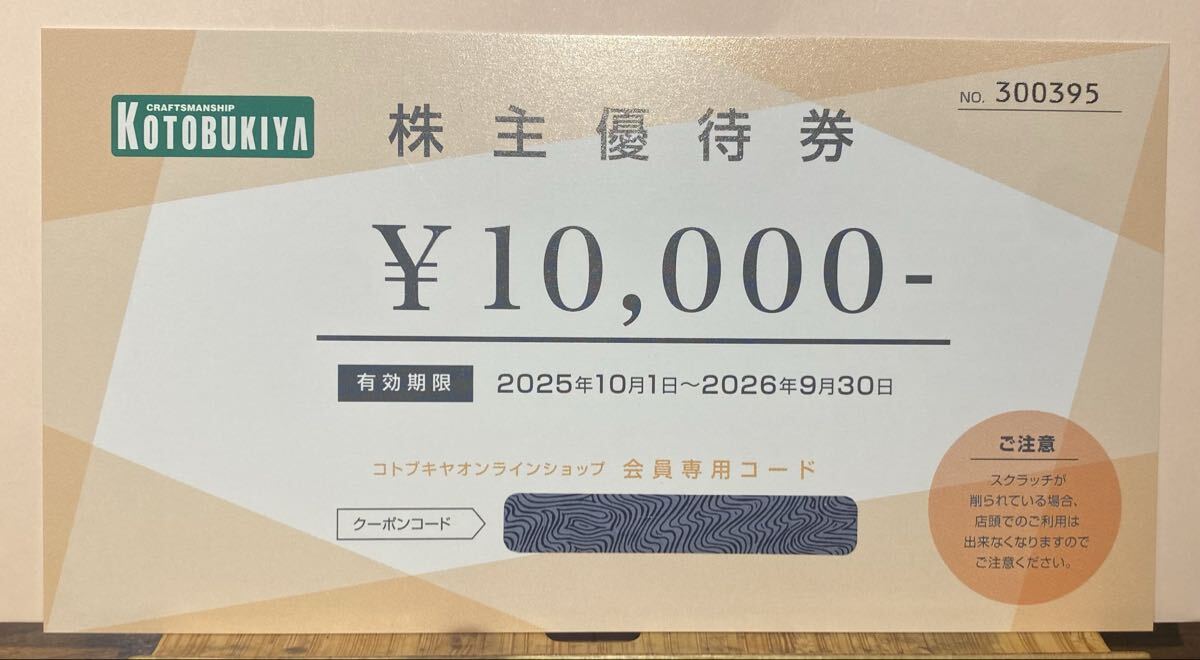 CRAFTSMANSHIP
KOTOBUKIYA
株主優待券
NO. 300395
¥10,000-
有効期限 2025年10月1日〜2026年9月30日
コトブキヤオンラインショップ 会員専用コード
クーポンコード
ご注意
スクラッチが
削られている場合、
店頭でのご利用は
出来なくなりますので
ご注意ください。